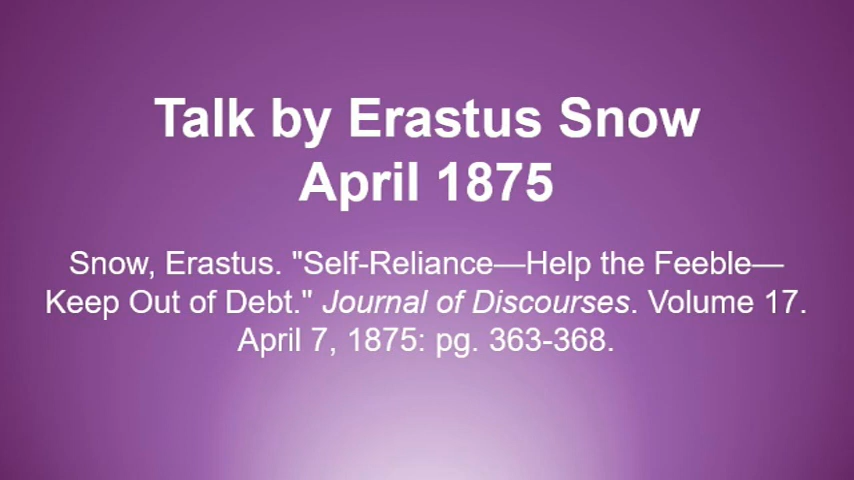 Talk by Erastus Snow
April 1875
Snow, Erastus. "Self-Reliance—Help the Feeble—
Keep Out of Debt." Journal of Discourses. Volume 17.
April 7, 1875: pg. 363-368.